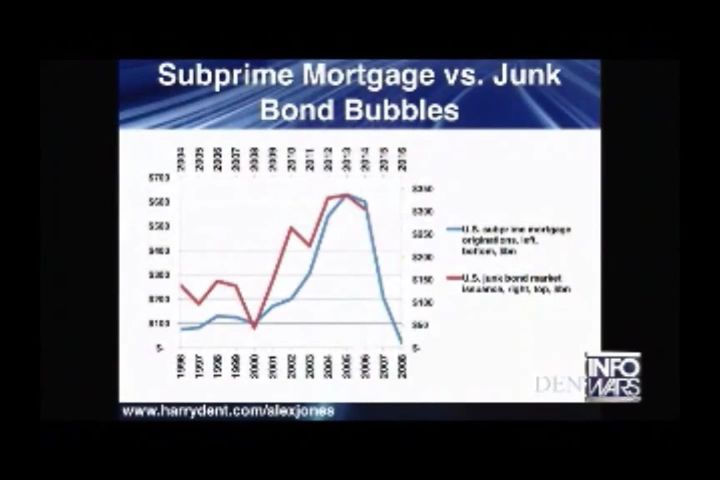 Subprime Mortgage vs. Junk
Bond Bubbles
2004 2005 2006 2007 2008 2009 2010 2011 2012 2013 2014 2015 2016
$700
$600
$500
$400
$300
$200
$100
$-
$350
$300
$250
$200
$150
$100
$50
$-
U.S. subprime mortgage
originations, left,
bottom, $bn
U.S. junk bond market
issuance, right, top, $bn
1996 1997 1998 1999 2000 2001 2002 2003 2004 2005 2006 2007 2008
DEN
INFO
WARS
www.harrydent.com/alexjones